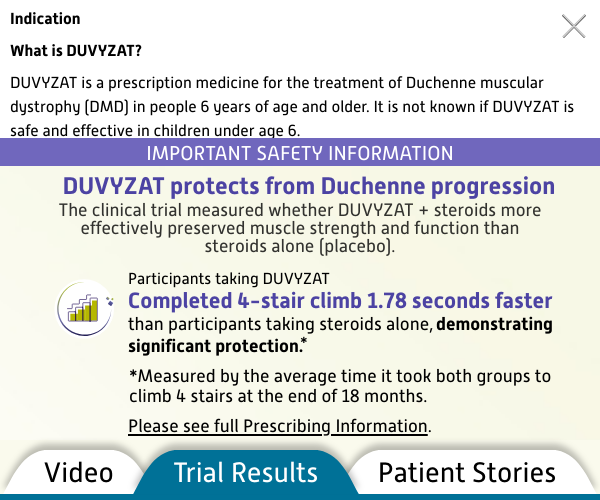 Indication
What is DUVYZAT?
DUVYZAT is a prescription medicine for the treatment of Duchenne muscular
dystrophy (DMD) in people 6 years of age and older. It is not known if DUVYZAT is
safe and effective in children under age 6.
IMPORTANT SAFETY INFORMATION
DUVYZAT protects from Duchenne progression
The clinical trial measured whether DUVYZAT + steroids more
effectively preserved muscle strength and function than
steroids alone (placebo).
Participants taking DUVYZAT
Completed 4-stair climb 1.78 seconds faster
than participants taking steroids alone, demonstrating
significant protection.*
*Measured by the average time it took both groups to
climb 4 stairs at the end of 18 months.
Please see full Prescribing Information.
Video
Trial Results
Patient Stories